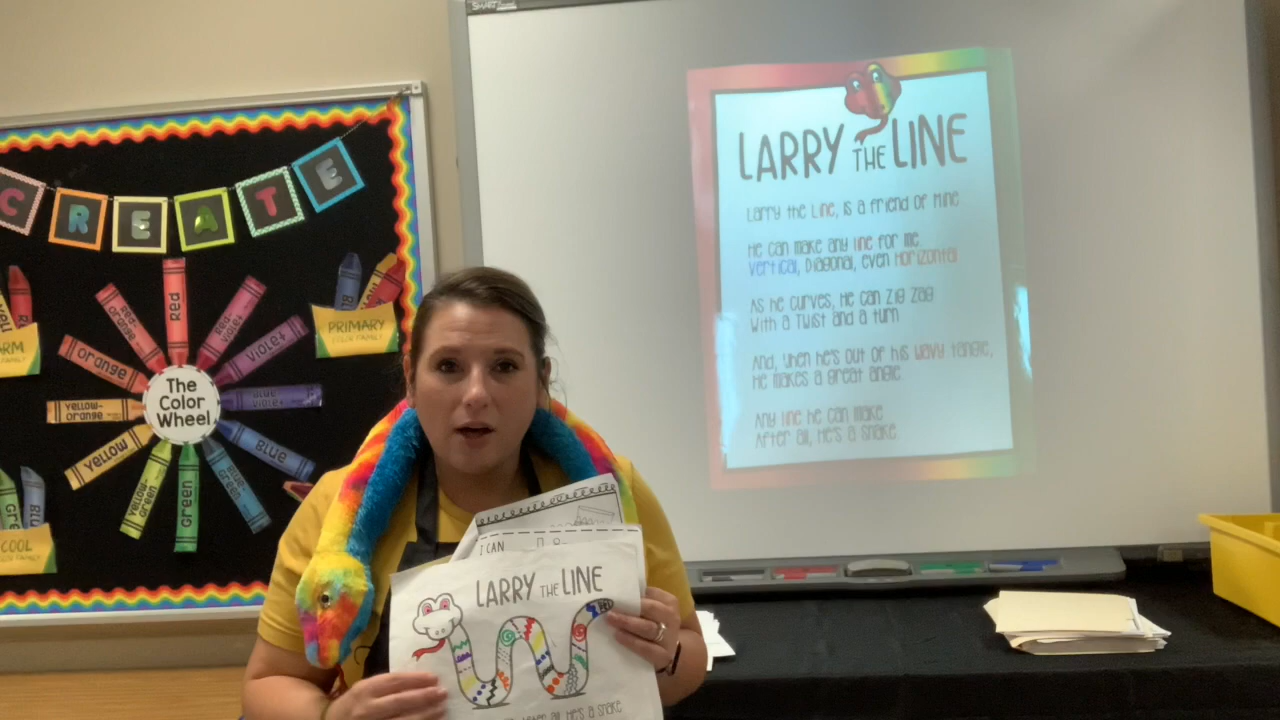 CREATE
Red
Red-Violet
Violet
Blue Violet
Blue
Blue-Green
Green
Yellow-Green
Yellow
Yellow-Orange
Orange
Red-Orange
The
Color
Wheel
PRIMARY
COLOR FAMILY
COOL
LARRY THE LINE
Larry the Line, is a friend of mine
He can make any line for me
Vertical, Diagonal, even Horizontal
As he curves, He can Zig Zag
With a Twist and a turn
And, when he's out of his wavy tangle,
He makes a great angle.
Any line he can make
After all, He's a snake.
I CAN
LARRY THE LINE
After all, He's a snake